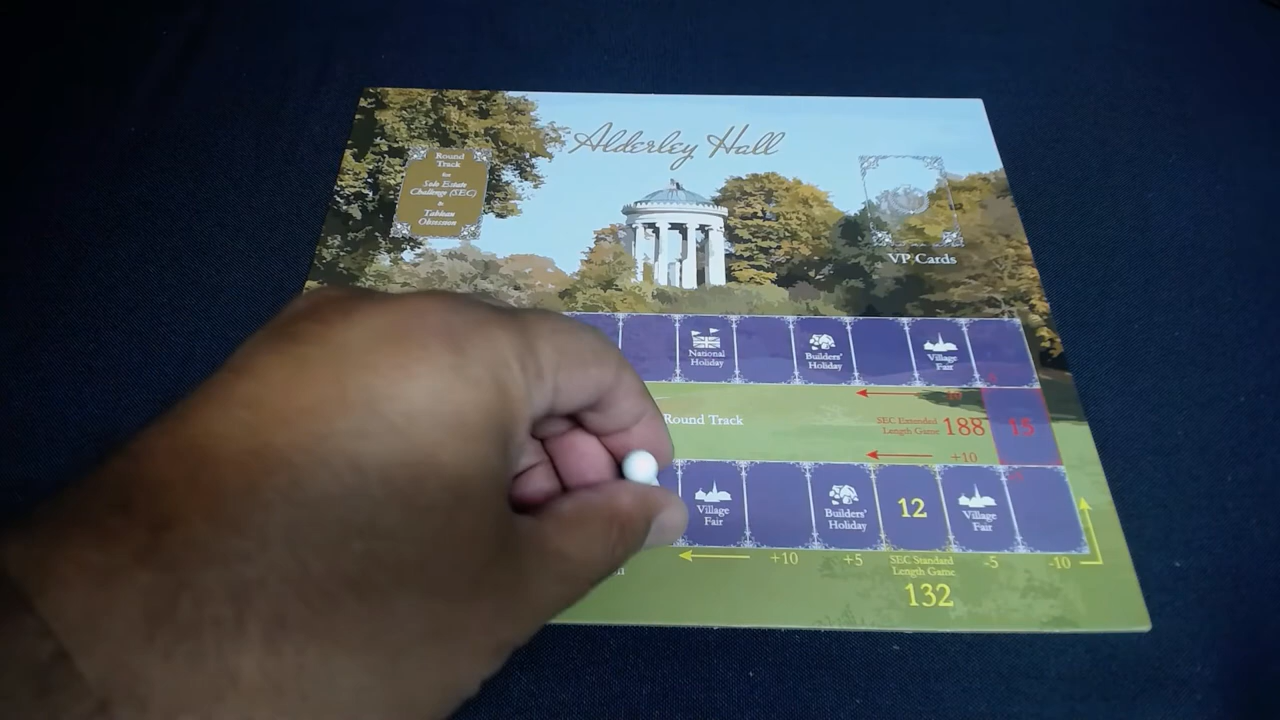 Alderley Hall
Round
Track
for
Solo Estate
Challenge (SEC)
&
Tableau
Obsession
VP Cards
National
Holiday
Builders'
Holiday
Village
Fair
Round Track
SEC Extended
Length Game
188
15
+10
Village
Fair
Builders'
Holiday
12
Village
Fair
+10
+5
SEC Standard
Length Game
-5
-10
132